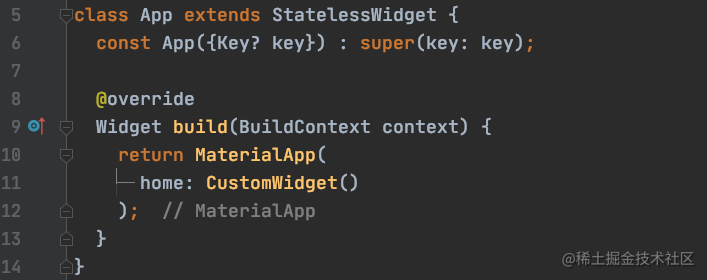 5 class App extends StatelessWidget {
6 const App({Key? key}) : super(key: key);
7
8 @override
9 Widget build(BuildContext context) {
10 return MaterialApp(
11 home: CustomWidget()
12 ); // MaterialApp
13 }
14 }
@稀土掘金技术社区